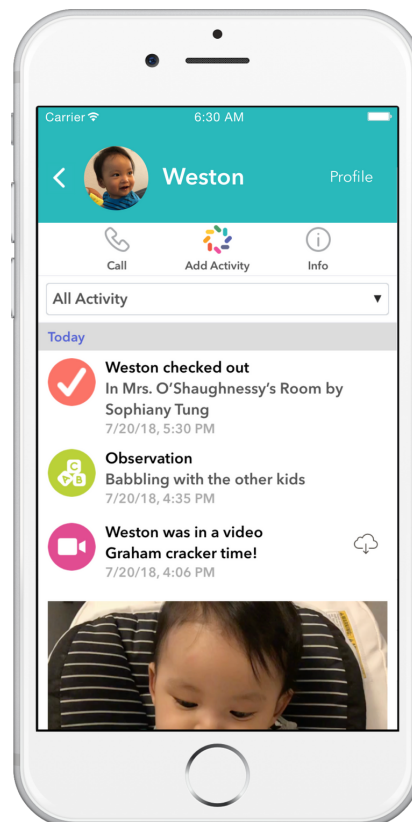 Carrier 6:30 AM
Weston Profile
Call Add Activity Info
All Activity
Today
Weston checked out
In Mrs. O'Shaughnessy's Room by
Sophiany Tung
7/20/18, 5:30 PM
C
A B
Observation
Babbling with the other kids
7/20/18, 4:35 PM
Weston was in a video
Graham cracker time!
7/20/18, 4:06 PM